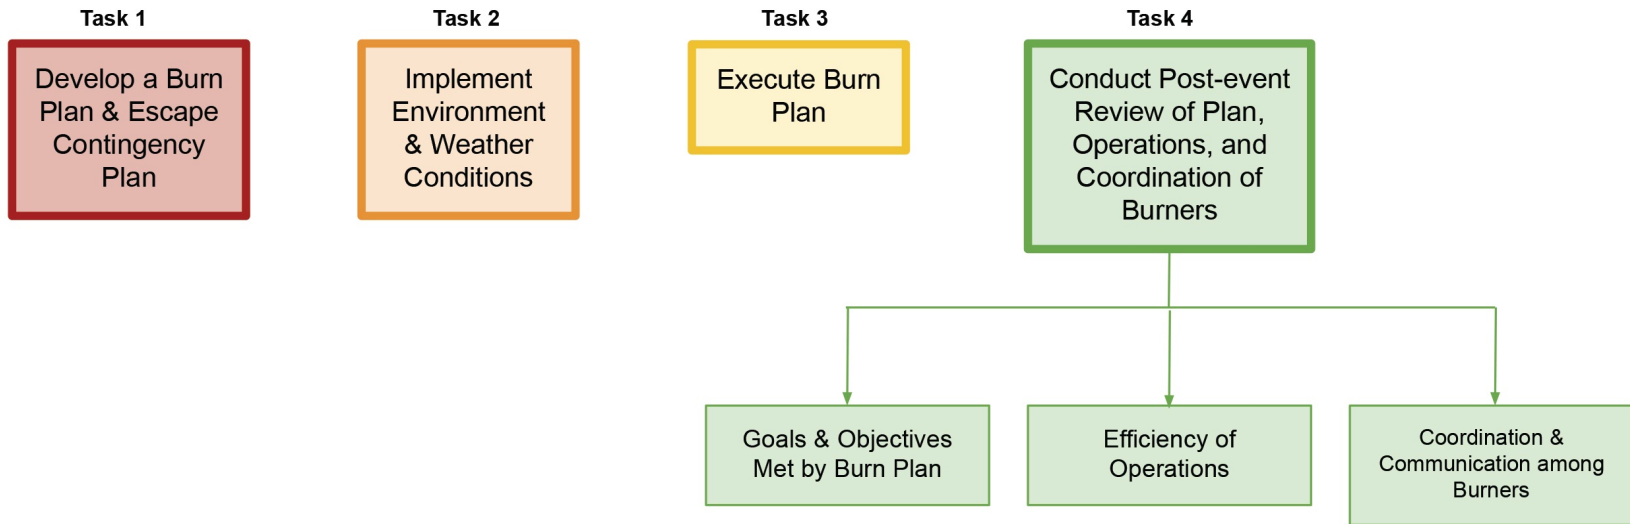 Task 1
Task 2
Task 3
Task 4
Develop a Burn
Plan & Escape
Contingency
Plan
Implement
Environment
& Weather
Conditions
Execute Burn
Plan
Conduct Post-event
Review of Plan,
Operations, and
Coordination of
Burners
Goals & Objectives
Met by Burn Plan
Efficiency of
Operations
Coordination &
Communication among
Burners